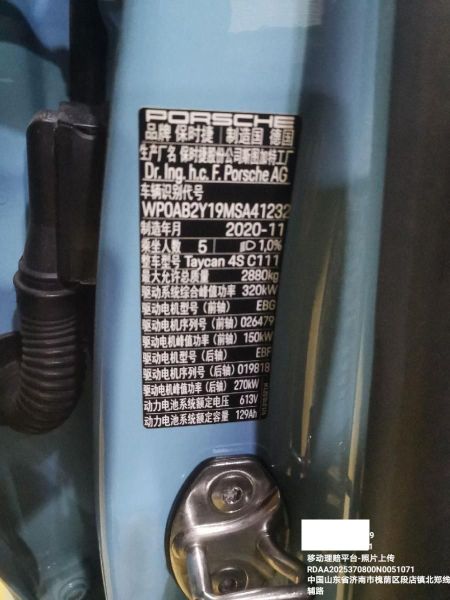 PORSCHE
品牌 保时捷 制造国 德国
生产厂名 保时捷股份公司斯图加特工厂
Dr. Ing. h.c. F. Porsche AG
车辆识别代号
WP0AB2Y19MSA41232
制造年月 2020-11
乘坐人数 5 1,0%
整车型号 Taycan 4S C111
最大允许总质量 2880kg
驱动系统综合峰值功率 320kW
驱动电机型号（前轴） EBG
驱动电机序列号（前轴）026479
驱动电机峰值功率（前轴）150kW
驱动电机型号（后轴） EBF
驱动电机序列号（后轴）019818
驱动电机峰值功率（后轴）270kW
动力电池系统额定电压 613V
动力电池系统额定容量 129Ah
9
1
移动理赔平台-照片上传
RDAA2025370800N0051071
中国山东省济南市槐荫区段店镇北郑线
辅路